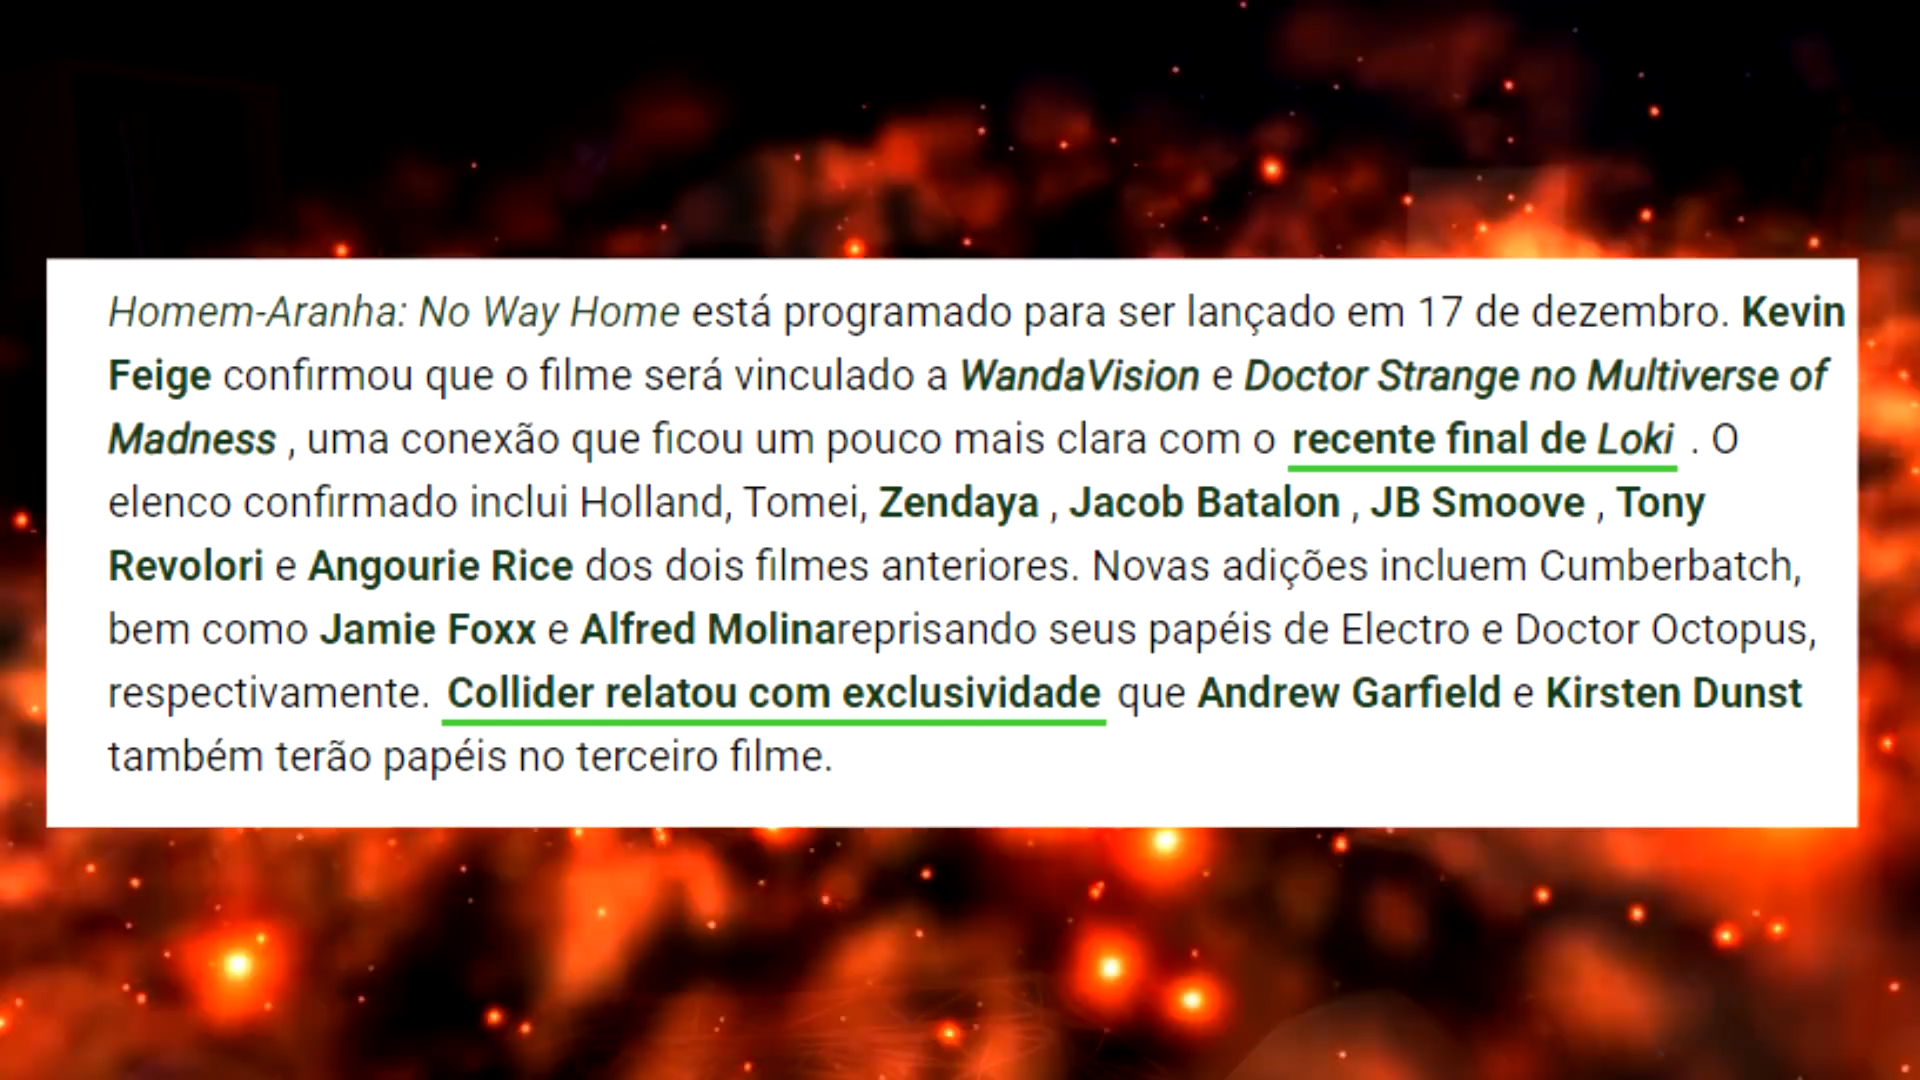 Homem-Aranha: No Way Home está programado para ser lançado em 17 de dezembro. Kevin
Feige confirmou que o filme será vinculado a WandaVision e Doctor Strange no Multiverse of
Madness , uma conexão que ficou um pouco mais clara com o recente final de Loki . O
elenco confirmado inclui Holland, Tomei, Zendaya , Jacob Batalon , JB Smoove , Tony
Revolori e Angourie Rice dos dois filmes anteriores. Novas adições incluem Cumberbatch,
bem como Jamie Foxx e Alfred Molinareprisando seus papéis de Electro e Doctor Octopus,
respectivamente. Collider relatou com exclusividade que Andrew Garfield e Kirsten Dunst
também terão papéis no terceiro filme.